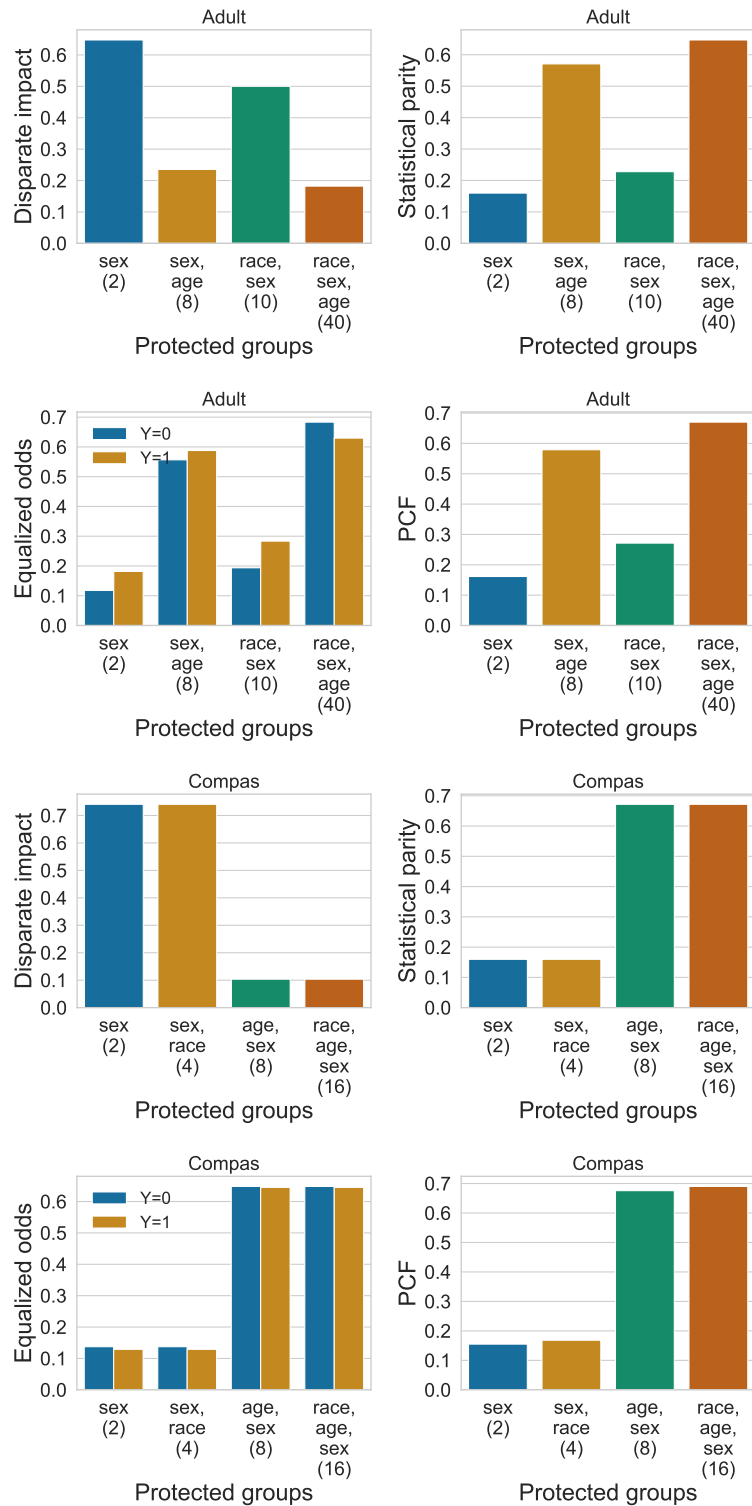 Adult
Disparate impact
0.6
0.5
0.4
0.3
0.2
0.1
0.0
sex
(2)
sex,
age
(8)
race,
sex
(10)
race,
sex,
age
(40)
Protected groups
Adult
Statistical parity
0.6
0.5
0.4
0.3
0.2
0.1
0.0
sex
(2)
sex,
age
(8)
race,
sex
(10)
race,
sex,
age
(40)
Protected groups
Adult
Equalized odds
0.7
0.6
0.5
0.4
0.3
0.2
0.1
0.0
Y=0
Y=1
sex
(2)
sex,
age
(8)
race,
sex
(10)
race,
sex,
age
(40)
Protected groups
Adult
PCF
0.7
0.6
0.5
0.4
0.3
0.2
0.1
0.0
sex
(2)
sex,
age
(8)
race,
sex
(10)
race,
sex,
age
(40)
Protected groups
Compas
Disparate impact
0.7
0.6
0.5
0.4
0.3
0.2
0.1
0.0
sex
(2)
sex,
race
(4)
age,
sex
(8)
race,
age,
sex
(16)
Protected groups
Compas
Statistical parity
0.7
0.6
0.5
0.4
0.3
0.2
0.1
0.0
sex
(2)
sex,
race
(4)
age,
sex
(8)
race,
age,
sex
(16)
Protected groups
Compas
Equalized odds
0.6
0.5
0.4
0.3
0.2
0.1
0.0
Y=0
Y=1
sex
(2)
sex,
race
(4)
age,
sex
(8)
race,
age,
sex
(16)
Protected groups
Compas
PCF
0.7
0.6
0.5
0.4
0.3
0.2
0.1
0.0
sex
(2)
sex,
race
(4)
age,
sex
(8)
race,
age,
sex
(16)
Protected groups